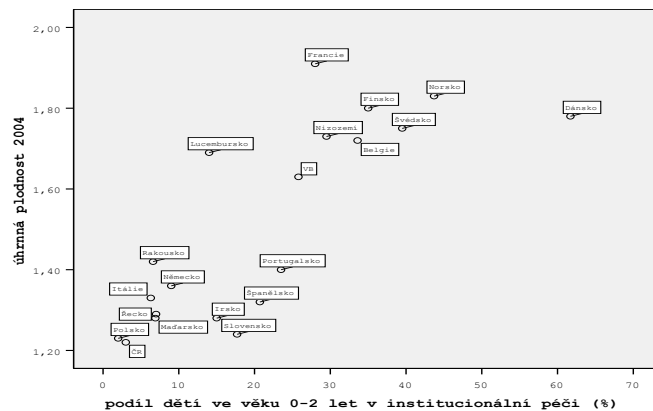 2,00
Francie
Norsko
Finsko
Dánsko
1,80
Švédsko
Nizozemí
Lucembursko
Belgie
VB
1,60
úhrnná plodnost 2004
Rakousko
Portugalsko
1,40
Německo
Itálie
Španělsko
Řecko
Irsko
Maďarsko
Polsko
Slovensko
ČR
1,20
0 10 20 30 40 50 60 70
podíl dětí ve věku 0-2 let v institucionální péči (%)